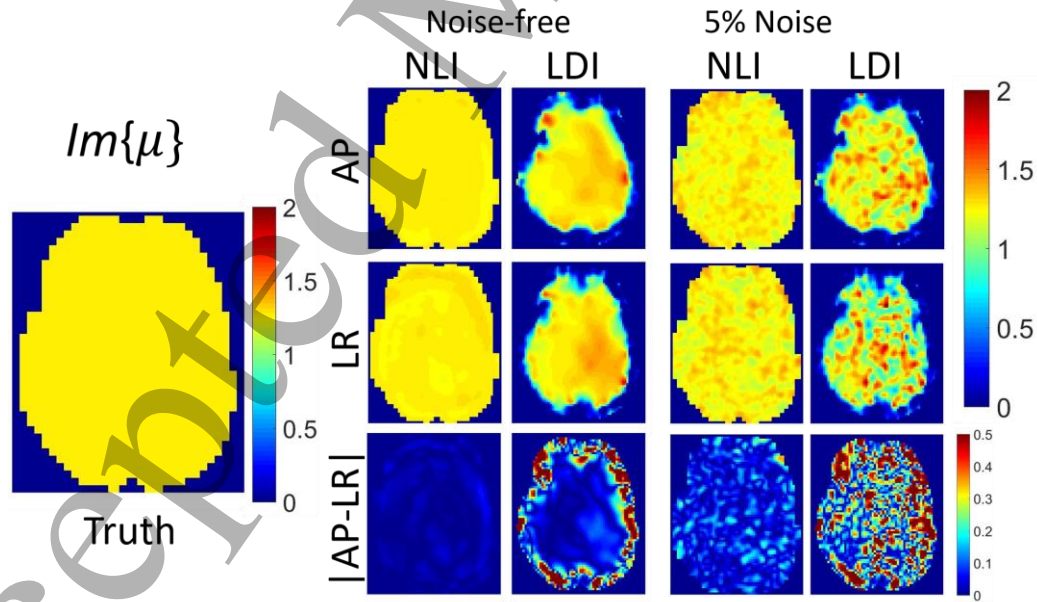 Noise-free
5% Noise
NLI
LDI
NLI
LDI
Im{μ}
AP
LR
|AP-LR|
Truth
2
1.5
1
0.5
0
2
1.5
1
0.5
0
0.5
0.4
0.3
0.2
0.1
0
cepted M